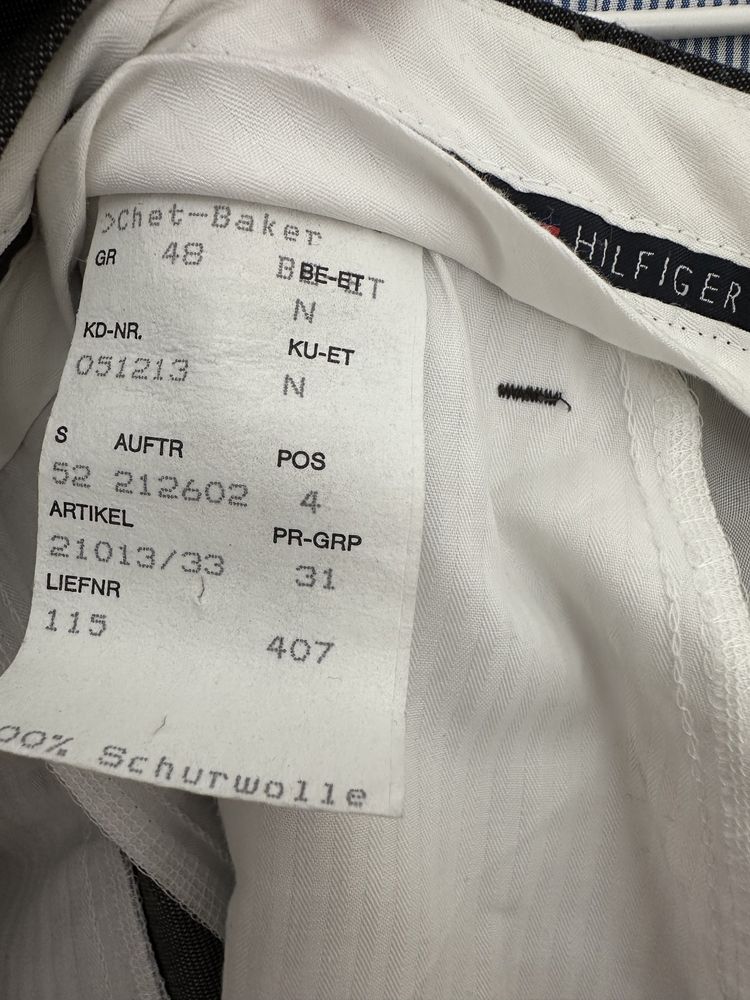 >Chet-Baker
GR 48 BE-ET
N
KD-NR. KU-ET
051213 N
S AUFTR POS
52 212602 4
ARTIKEL PR-GRP
21013/33 31
LIEFNR
115 407
00% Schurwolle
HILFIGER